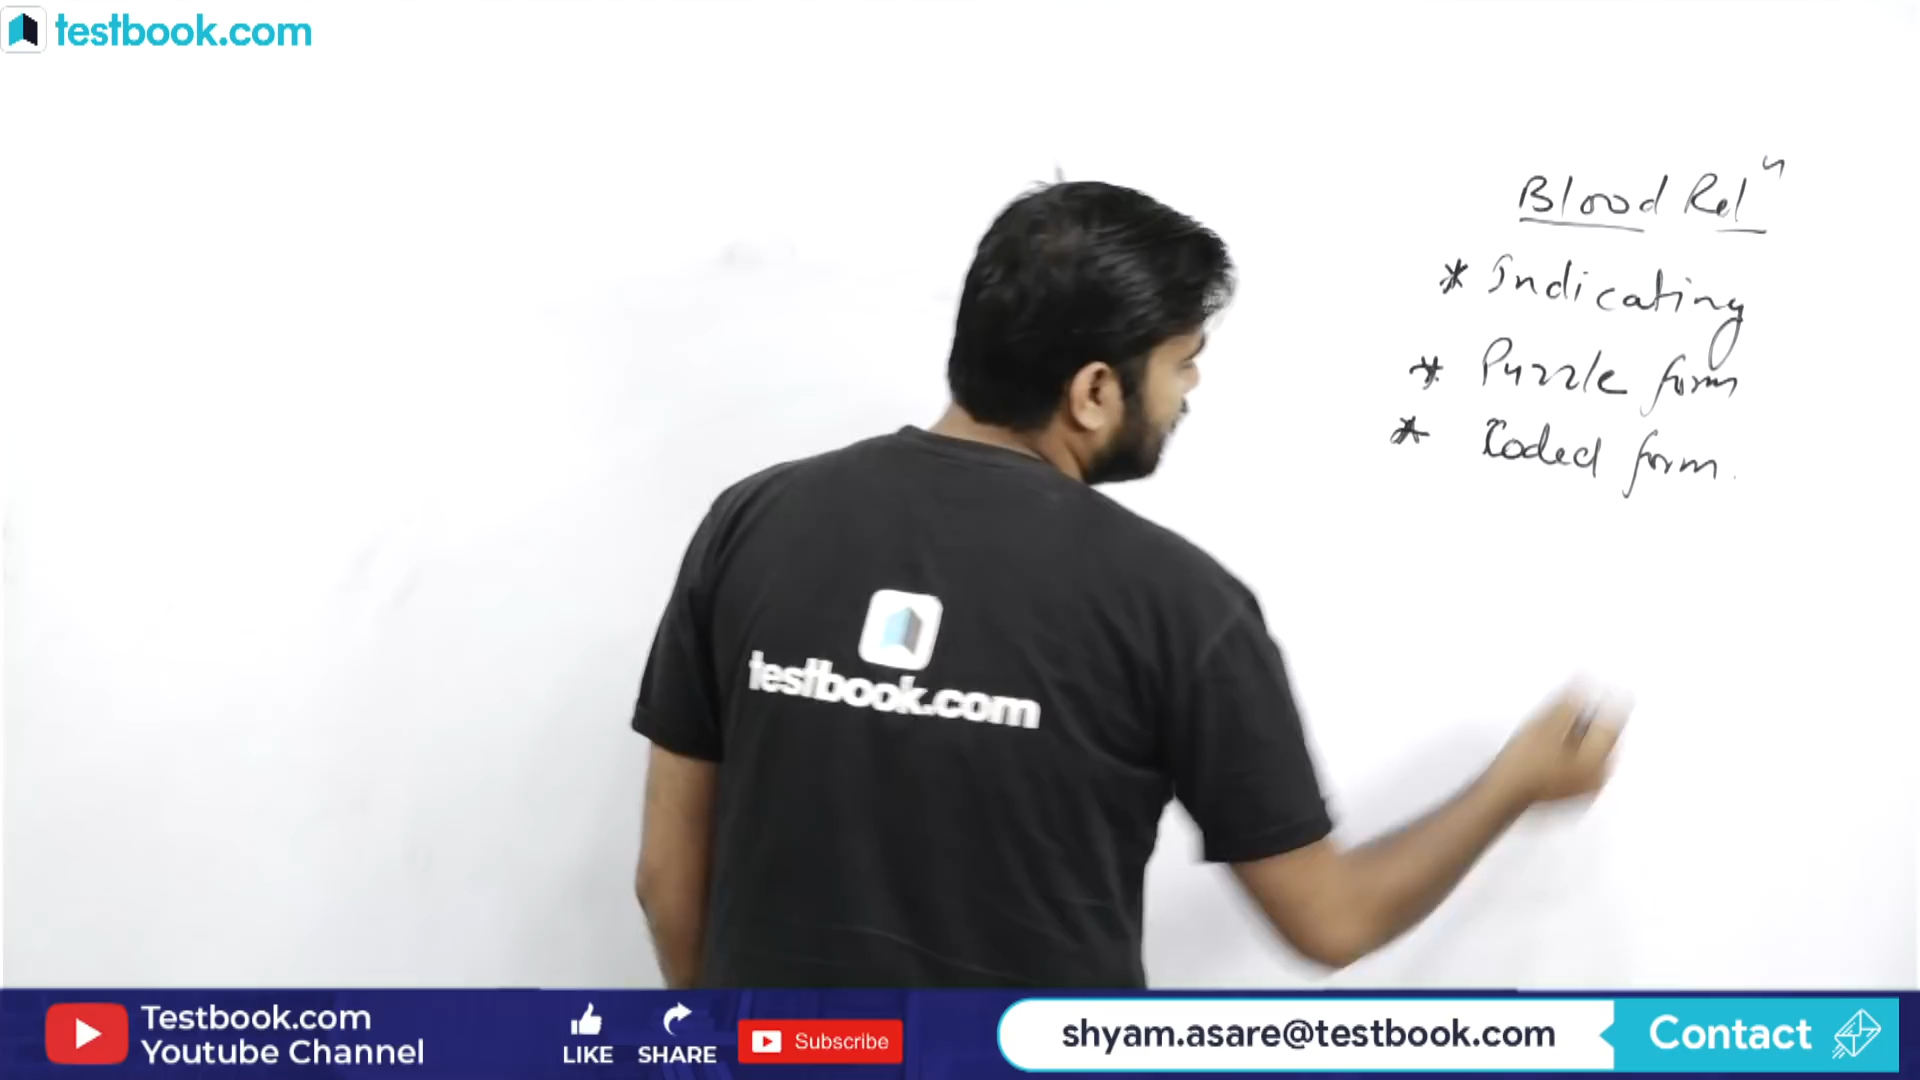 testbook.com
Blood Relⁿ
* Indicating
* Puzzle form
* Coded form.
testbook.com
Testbook.com
Youtube Channel
LIKE
SHARE
Subscribe
shyam.asare@testbook.com
Contact